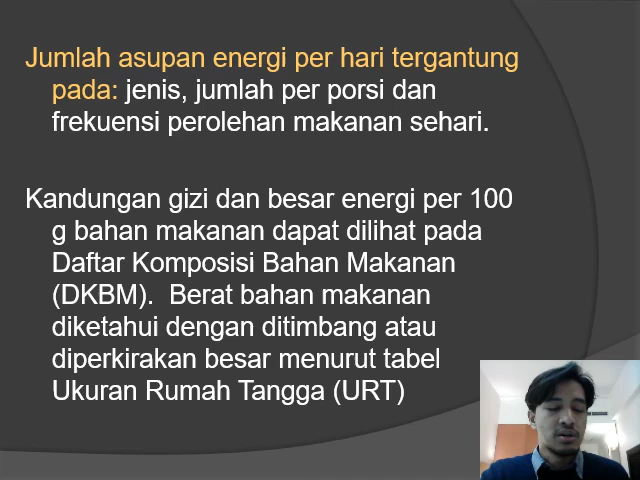 Jumlah asupan energi per hari tergantung
pada: jenis, jumlah per porsi dan
frekuensi perolehan makanan sehari.
Kandungan gizi dan besar energi per 100
g bahan makanan dapat dilihat pada
Daftar Komposisi Bahan Makanan
(DKBM).  Berat bahan makanan
diketahui dengan ditimbang atau
diperkirakan besar menurut tabel
Ukuran Rumah Tangga (URT)